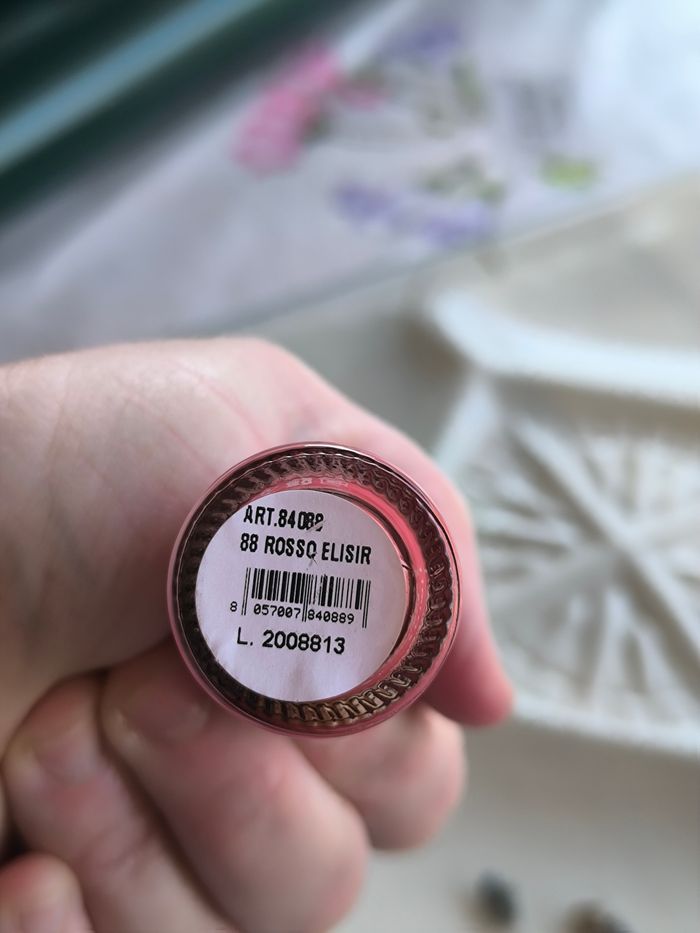 ART.84088
88 ROSSO ELISIR
8 057007 840889
L. 2008813